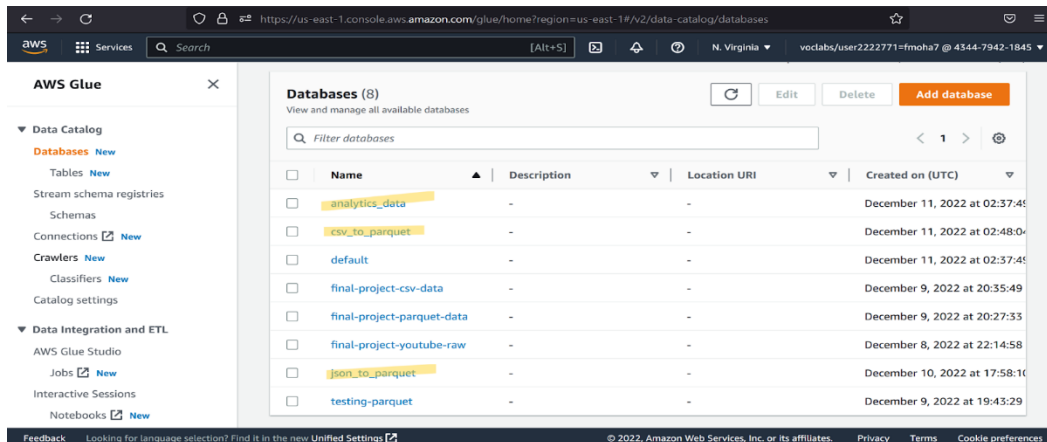 https://us-east-1.console.aws.amazon.com/glue/home?region=us-east-1#/v2/data-catalog/databases
aws Services Search [Alt+S] N. Virginia voclabs/user2222771=fmoha7 @ 4344-7942-1845
AWS Glue
Data Catalog
Databases New
Tables New
Stream schema registries
Schemas
Connections New
Crawlers New
Classifiers New
Catalog settings
Data Integration and ETL
AWS Glue Studio
Jobs New
Interactive Sessions
Notebooks New
Databases (8)
View and manage all available databases
Edit Delete Add database
Filter databases
1
Name Description Location URI Created on (UTC)
analytics_data - - December 11, 2022 at 02:37:49
csv_to_parquet - - December 11, 2022 at 02:48:04
default - - December 11, 2022 at 02:37:49
final-project-csv-data - - December 9, 2022 at 20:35:49
final-project-parquet-data - - December 9, 2022 at 20:27:33
final-project-youtube-raw - - December 8, 2022 at 22:14:58
json_to_parquet - - December 10, 2022 at 17:58:10
testing-parquet - - December 9, 2022 at 19:43:29
Feedback Looking for language selection? Find it in the new Unified Settings © 2022, Amazon Web Services, Inc. or its affiliates. Privacy Terms Cookie preferences